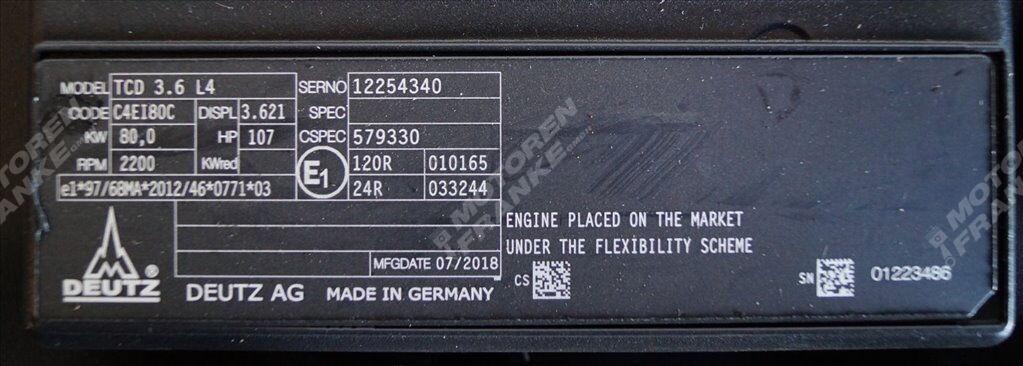 MODEL TCD 3.6 L4 SERNO 12254340
CODE C4EI80C DISPL 3.621 SPEC
KW 80,0 HP 107 CSPEC 579330
RPM 2200 KWred E1 120R 010165
e1*97/68MA*2012/46*0771*03 24R 033244
ENGINE PLACED ON THE MARKET
UNDER THE FLEXIBILITY SCHEME
MFGDATE 07/2018
DEUTZ ® DEUTZ AG MADE IN GERMANY CS SN 01223486
MOTOREN FRANKE
MOTOREN FRANKE
MOTOREN FRANKE
MOTOREN FRANKE